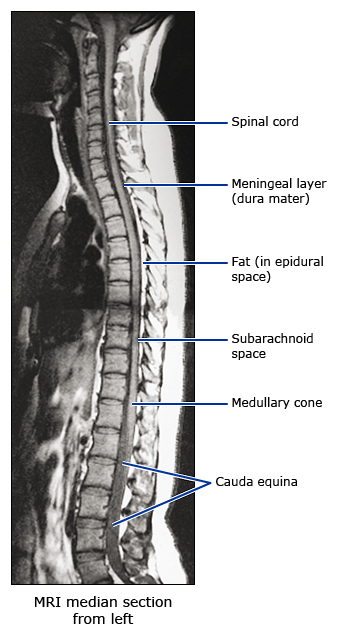 Spinal cord
Meningeal layer
(dura mater)
Fat (in epidural
space)
Subarachnoid
space
Medullary cone
Cauda equina
MRI median section
from left